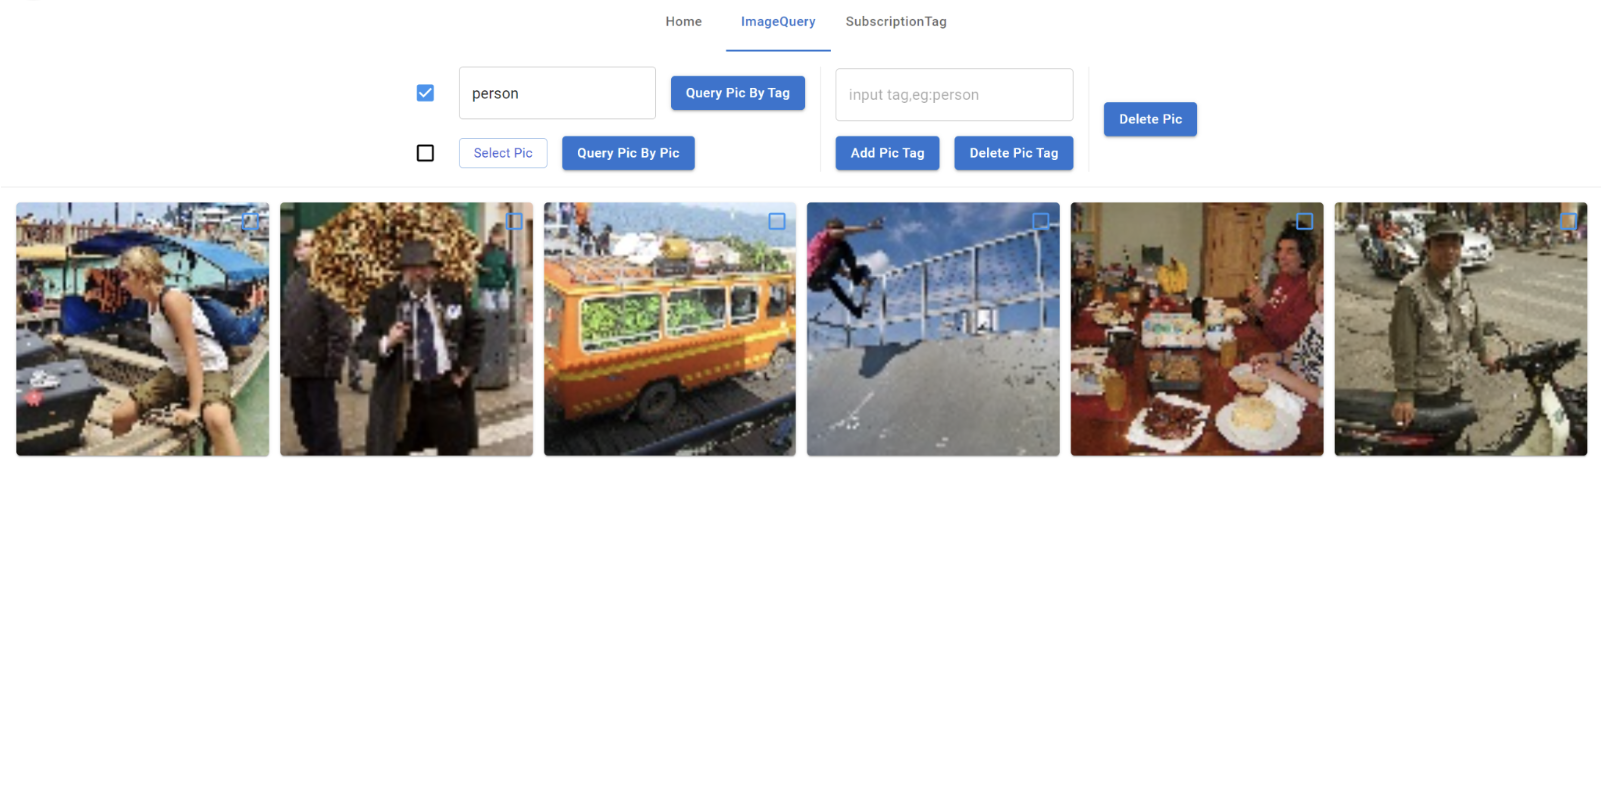 Home ImageQuery SubscriptionTag
person Query Pic By Tag input tag,eg:person
Delete Pic
Select Pic Query Pic By Pic Add Pic Tag Delete Pic Tag